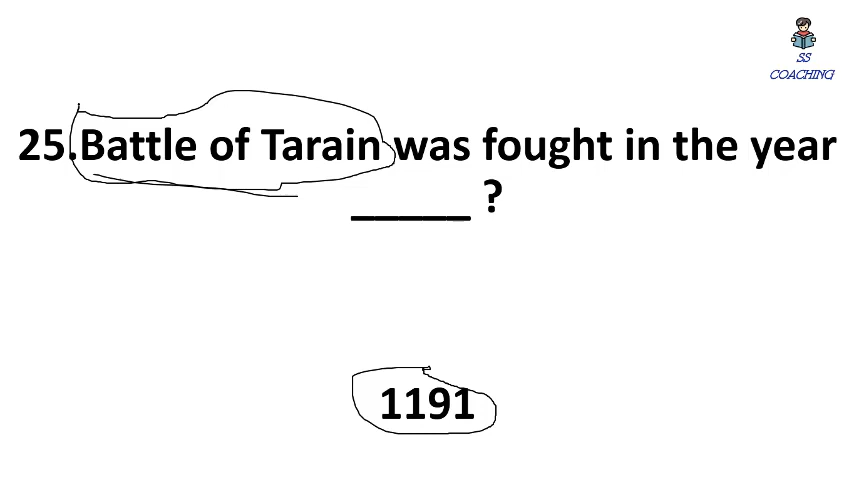 SS
COACHING
25.Battle of Tarain was fought in the year
_____ ?
1191